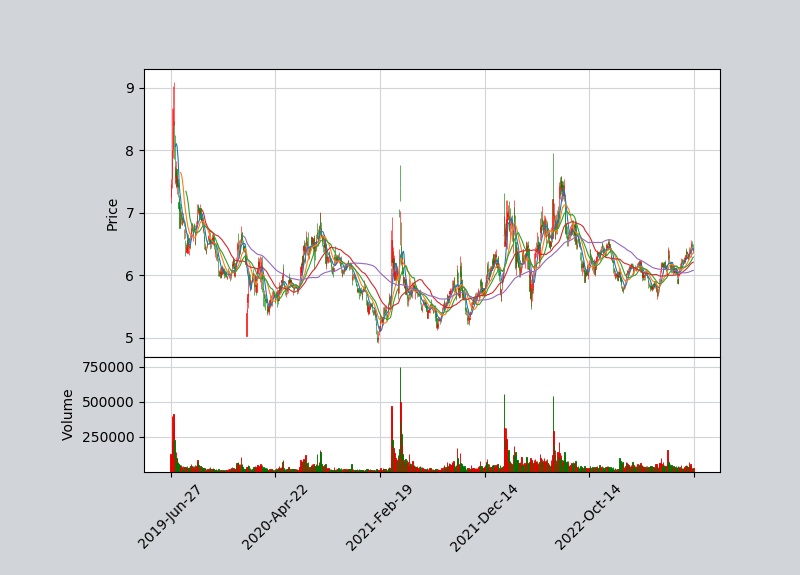 9
8
7
6
5
Price
750000
500000
250000
Volume
2019-Jun-27
2020-Apr-22
2021-Feb-19
2021-Dec-14
2022-Oct-14